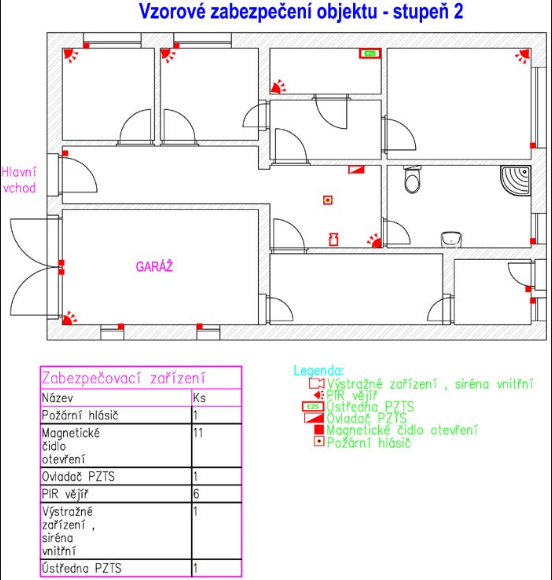 Vzorové zabezpečení objektu - stupeň 2
EZS
Hlavní
vchod
GARÁŽ
Zabezpečovací zařízení
Název Ks
Požární hlásič 1
Magnetické 11
čidlo
otevření
Ovladač PZTS 1
PIR vějíř 6
Výstražné 1
zařízení ,
siréna
vnitřní
Ústředna PZTS 1
Legenda:
Výstražné zařízení , siréna vnitřní
PIR vějíř
EZS Ústředna PZTS
Ovladač PZTS
Magnetické čidlo otevření
Požární hlásič